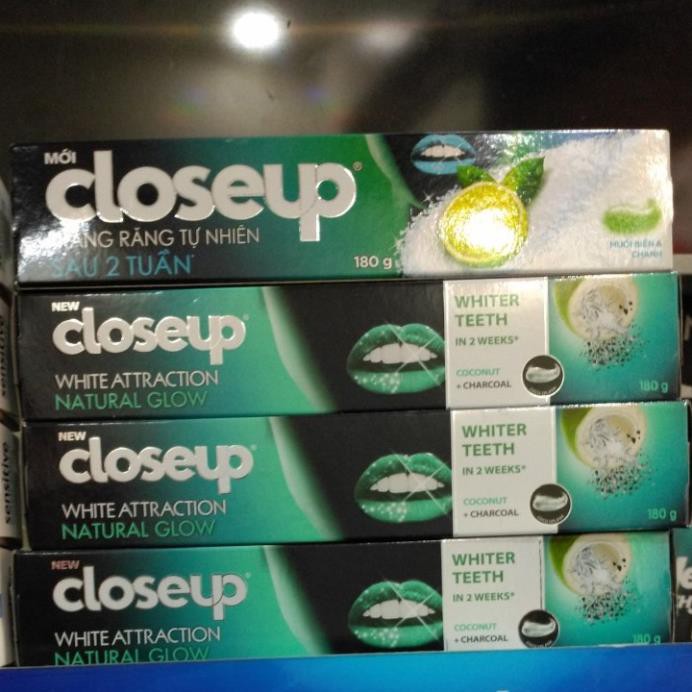 MỚI
closeup®
TRẮNG RĂNG TỰ NHIÊN
SAU 2 TUẦN*
180 g
MUỐI BIỂN &
CHANH
NEW
closeup®
WHITE ATTRACTION
NATURAL GLOW
WHITER
TEETH
IN 2 WEEKS*
COCONUT
+ CHARCOAL
180 g
NEW
closeup®
WHITE ATTRACTION
NATURAL GLOW
WHITER
TEETH
IN 2 WEEKS*
COCONUT
+ CHARCOAL
180 g
NEW
closeup®
WHITE ATTRACTION
NATURAL GLOW
WHITER
TEETH
IN 2 WEEKS*
COCONUT
+ CHARCOAL
180 g
sensitive
sensitive